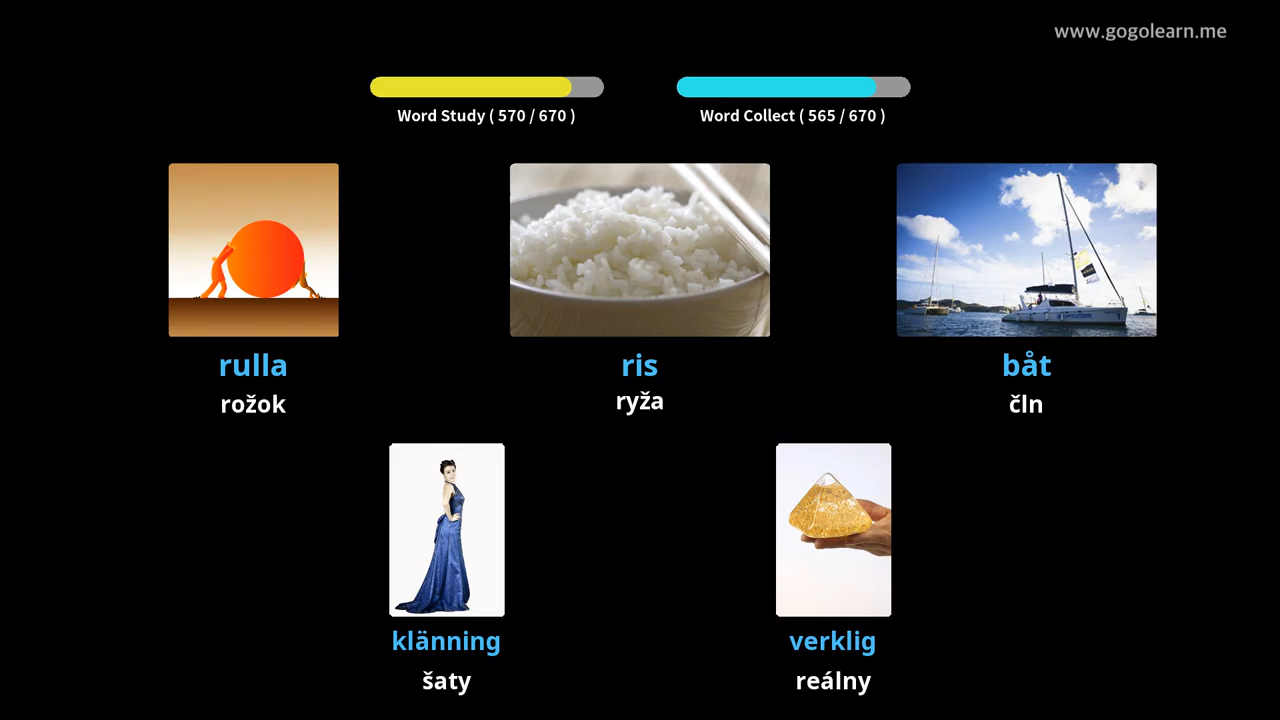 www.gogolearn.me
Word Study ( 570 / 670 )
Word Collect ( 565 / 670 )
rulla
rožok
ris
ryža
båt
čln
klänning
šaty
verklig
reálny